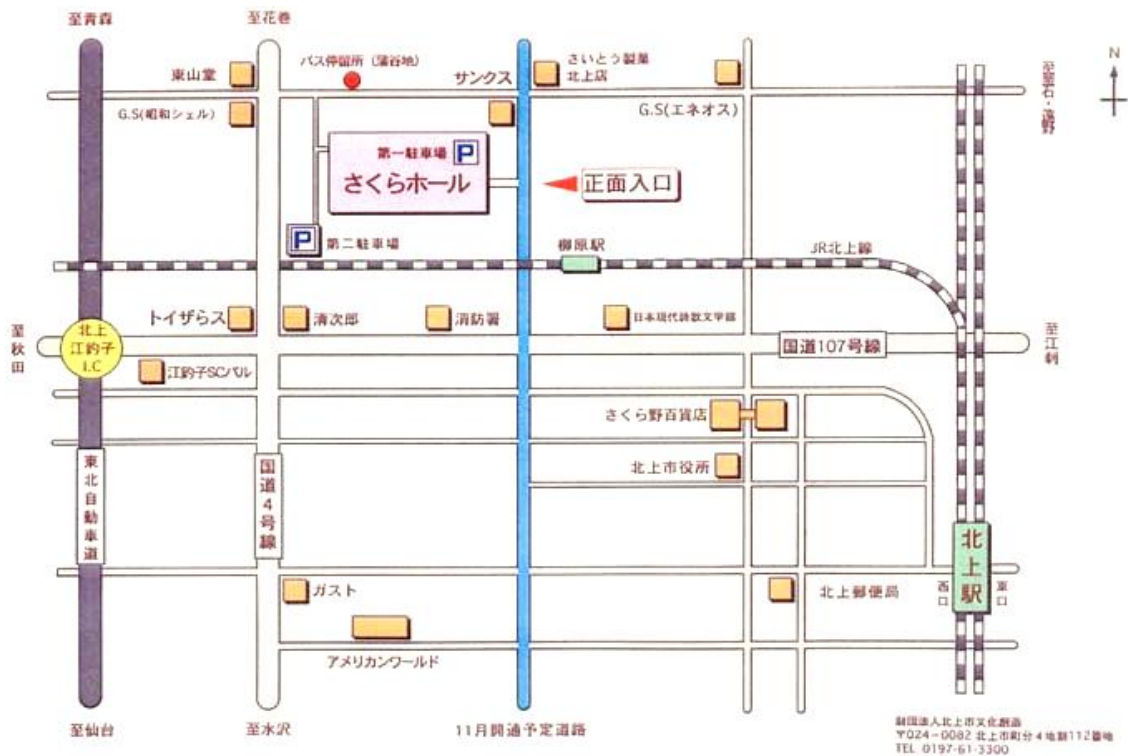 至青森
至花巻
N
東山堂
バス停留所（蒲谷地）
サンクス
さいとう製菓
北上店
至釜石・遠野
G.S(昭和シェル)
G.S(エネオス)
第一駐車場 P
さくらホール
正面入口
P 第二駐車場
柳原駅
JR北上線
トイザらス
清次郎
消防署
日本現代詩歌文学館
至秋田
北上
江釣子
I.C
国道107号線
至江刺
江釣子SCパル
さくら野百貨店
北上市役所
東北自動車道
国道4号線
北上駅
西口
東口
ガスト
北上郵便局
アメリカンワールド
至仙台
至水沢
11月開通予定道路
財団法人北上市文化創造
〒024-0082 北上市町分4地割112番地
TEL 0197-61-3300